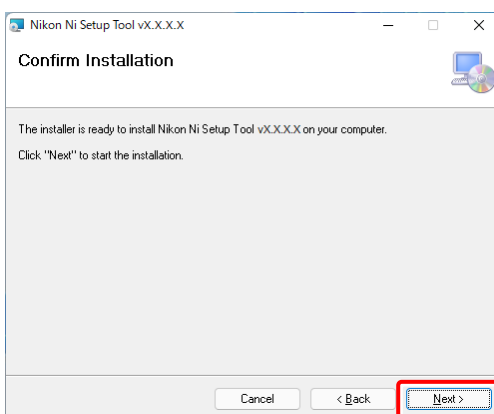 Nikon Ni Setup Tool vX.X.X.X
Confirm Installation
The installer is ready to install Nikon Ni Setup Tool vX.X.X.X on your computer.
Click "Next" to start the installation.
Cancel
< Back
Next >